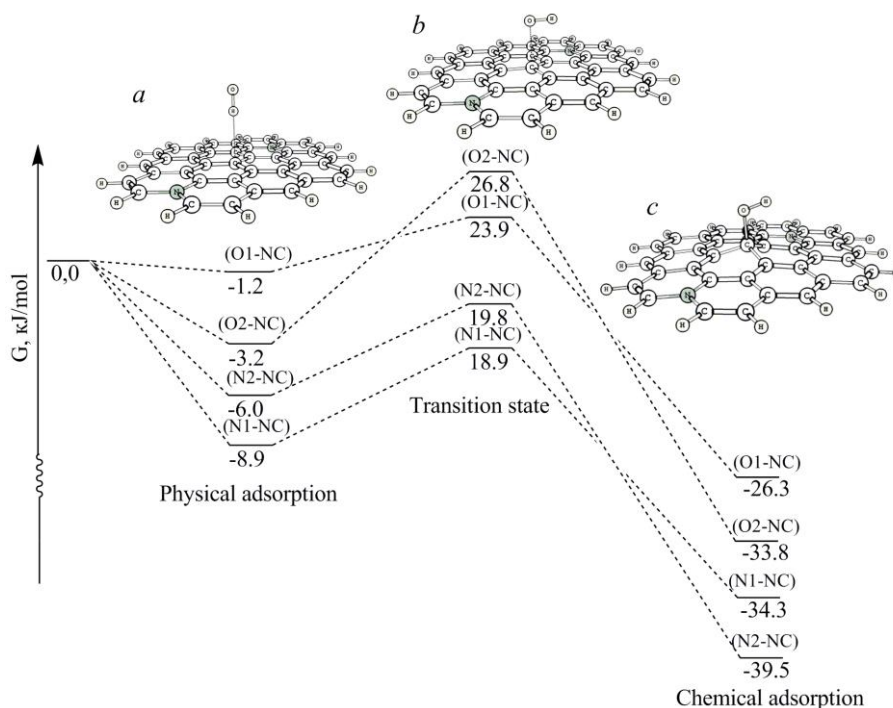 a
b
c
G, кJ/mol
0,0
(O1-NC)
-1.2
(O2-NC)
-3.2
(N2-NC)
-6.0
(N1-NC)
-8.9
Physical adsorption
(O2-NC)
26.8
(O1-NC)
23.9
(N2-NC)
19.8
(N1-NC)
18.9
Transition state
(O1-NC)
-26.3
(O2-NC)
-33.8
(N1-NC)
-34.3
(N2-NC)
-39.5
Chemical adsorption